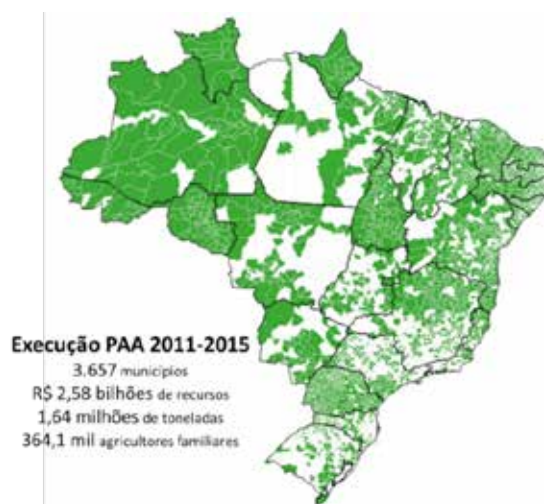 Execução PAA 2011-2015
3.657 municípios
R$ 2,58 bilhões de recursos
1,64 milhões de toneladas
364,1 mil agricultores familiares